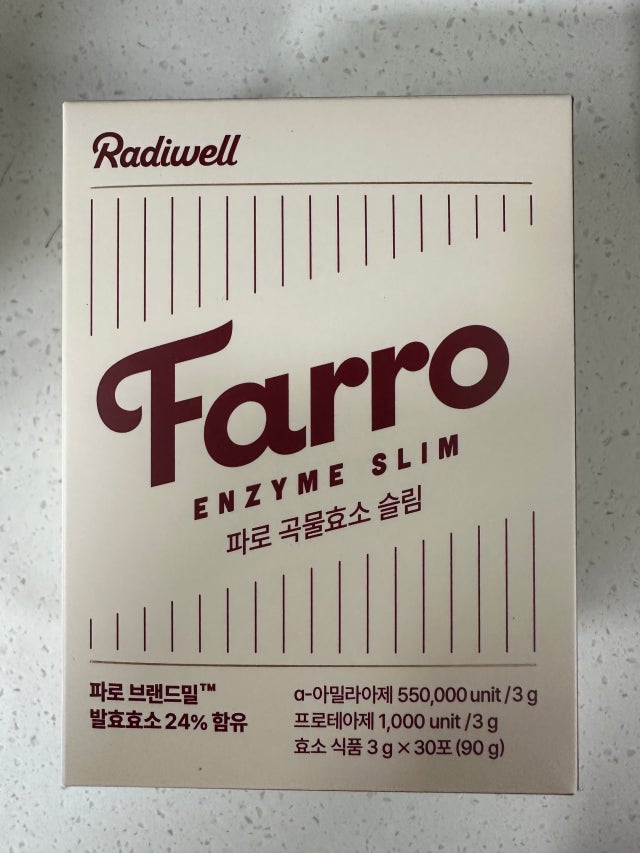 Radiwell
Farro
ENZYME SLIM
파로 곡물효소 슬림
파로 브랜드밀™
발효효소 24% 함유
α-아밀라아제 550,000 unit /3 g
프로테아제 1,000 unit /3 g
효소 식품 3 g × 30포 (90 g)